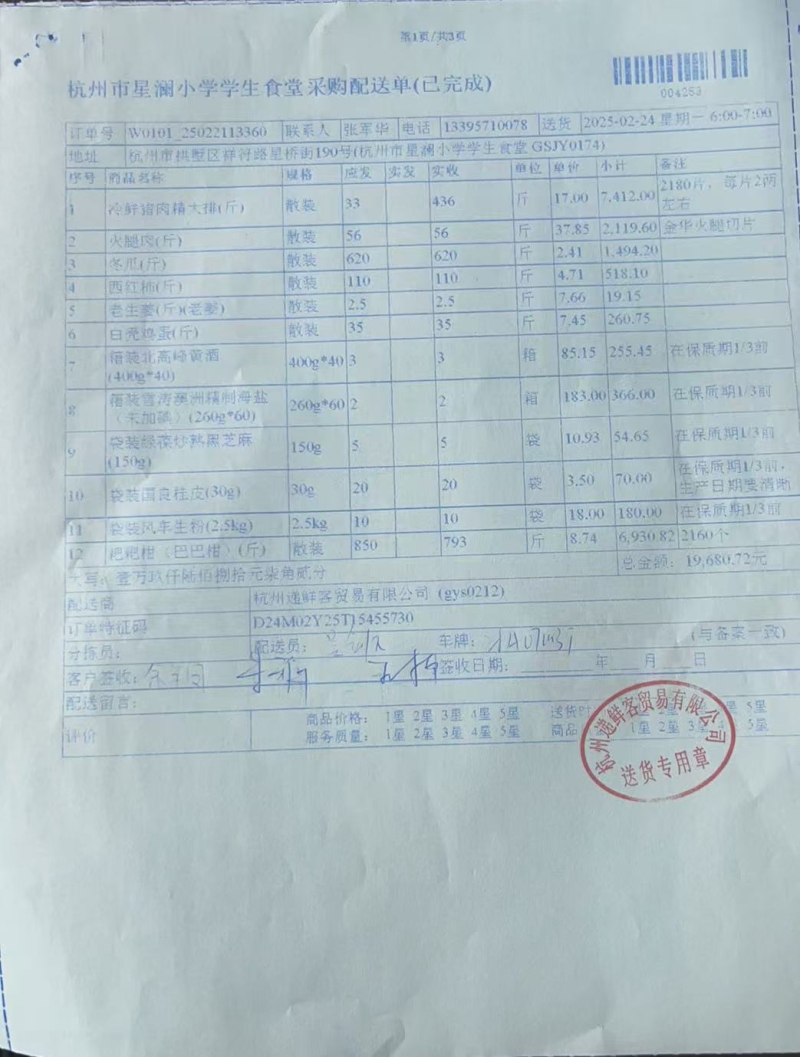 第1页/共3页
杭州市星澜小学学生食堂采购配送单(已完成)
004253
订单号 W0101_25022113360 联系人 张军华 电话 13395710078 送货 2025-02-24 星期一 6:00-7:00
地址 杭州市拱墅区祥符路星桥街190号(杭州市星澜小学学生食堂 GSJY0174)
序号 商品名称 规格 应发 实发 实收 单位 单价 小计 备注
1 冷鲜猪肉精大排(斤) 散装 33 436 斤 17.00 7,412.00 2180片，每片2两左右
2 火腿肉(斤) 散装 56 56 斤 37.85 2,119.60 金华火腿切片
3 冬瓜(斤) 散装 620 620 斤 2.41 1,494.20
4 西红柿(斤) 散装 110 110 斤 4.71 518.10
5 老生姜(斤)(老姜) 散装 2.5 2.5 斤 7.66 19.15
6 白壳鸡蛋(斤) 散装 35 35 斤 7.45 260.75
7 箱装北高峰黄酒(400g*40) 400g*40 3 3 箱 85.15 255.45 在保质期1/3前
8 箱装雪涛澳洲精制海盐（未加碘）(260g*60) 260g*60 2 2 箱 183.00 366.00 在保质期1/3前
9 袋装绿蓓炒熟黑芝麻(150g) 150g 5 5 袋 10.93 54.65 在保质期1/3前
10 袋装国良桂皮(30g) 30g 20 20 袋 3.50 70.00 在保质期1/3前，生产日期要清晰
11 袋装风车生粉(2.5kg) 2.5kg 10 10 袋 18.00 180.00 在保质期1/3前
12 粑粑柑（巴巴柑）(斤) 散装 850 793 斤 8.74 6,930.82 2160个
大写：壹万玖仟陆佰捌拾元柒角贰分 总金额：19,680.72元
配送商 杭州递鲜客贸易有限公司 (gys0212)
订单特征码 D24M02Y25T15455730
分拣员： 配送员： 车牌： (与备案一致)
客户签收： 签收日期： 年 月 日
配送留言：
评价 商品价格： 1星 2星 3星 4星 5星 送货时 1星 2星 3星 5星
服务质量： 1星 2星 3星 4星 5星 商品 1星 2星 3星 4星 5星
杭州递鲜客贸易有限公司
送货专用章